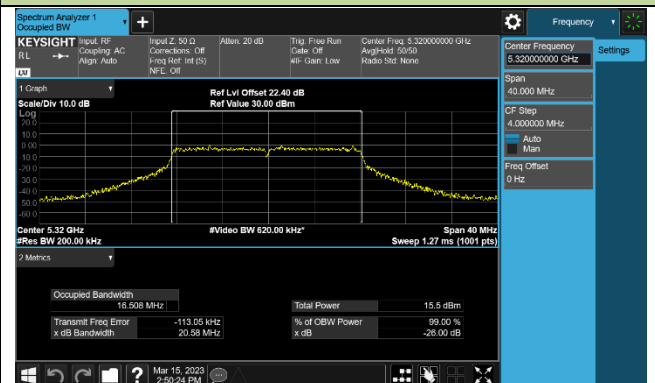 Spectrum Analyzer 1
Occupied BW
Frequency
KEYSIGHT
RL
Input: RF
Coupling: AC
Align: Auto
Input Z: 50 Ω
Corrections: Off
Freq Ref: Int (S)
NFE: Off
Atten: 20 dB
Trig: Free Run
Gate: Off
#IF Gain: Low
Center Freq: 5.320000000 GHz
Avg|Hold: 50/50
Radio Std: None
Center Frequency
5.320000000 GHz
Settings
Span
40.000 MHz
CF Step
4.000000 MHz
Auto
Man
Freq Offset
0 Hz
1 Graph
Scale/Div 10.0 dB
Ref Lvl Offset 22.40 dB
Ref Value 30.00 dBm
Log
20.0
10.0
0.00
-10.0
-20.0
-30.0
-40.0
-50.0
-60.0
Center 5.32 GHz
#Video BW 620.00 kHz*
Span 40 MHz
#Res BW 200.00 kHz
Sweep 1.27 ms (1001 pts)
2 Metrics
Occupied Bandwidth
16.508 MHz
Total Power
15.5 dBm
Transmit Freq Error
-113.05 kHz
% of OBW Power
99.00 %
x dB Bandwidth
20.58 MHz
x dB
-26.00 dB
?
Mar 15, 2023
2:50:24 PM